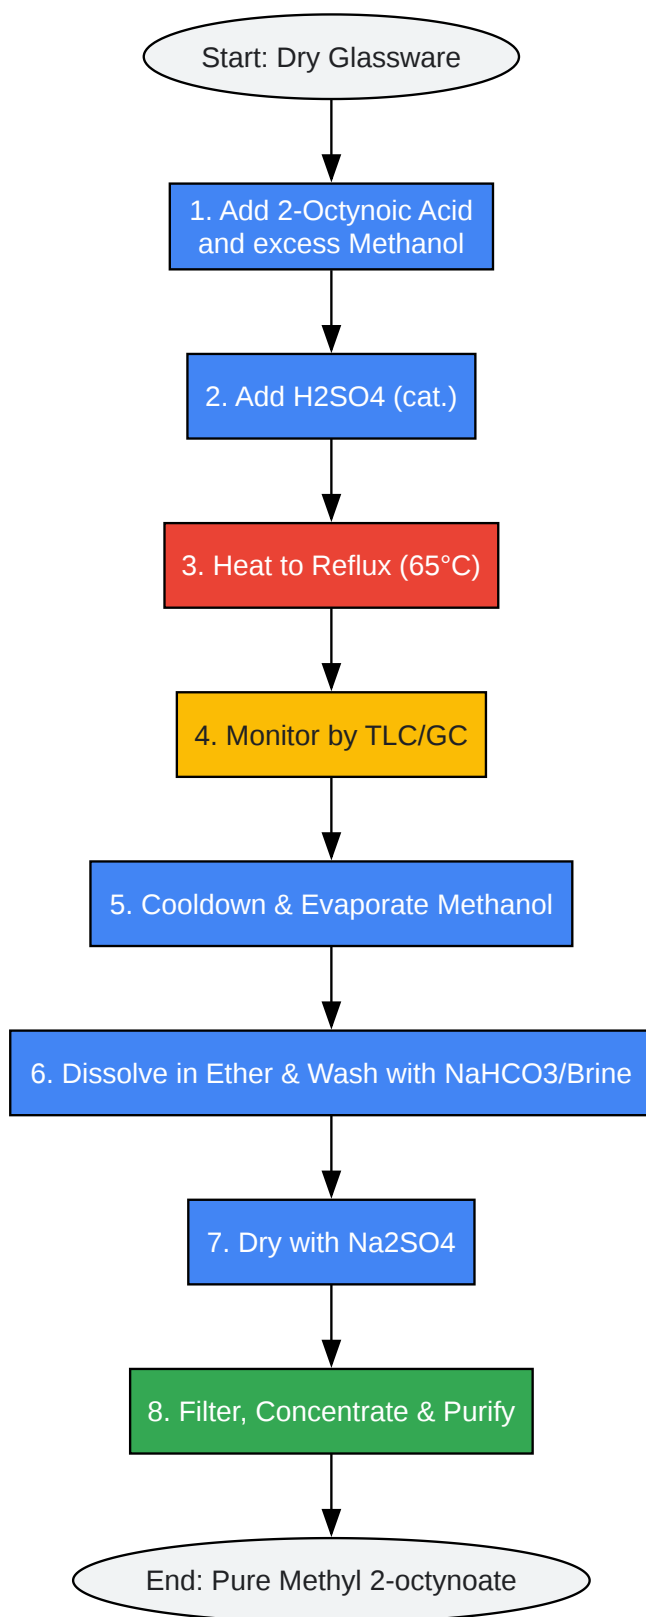 Start: Dry Glassware
1. Add 2-Octynoic Acid
and excess Methanol
2. Add H2SO4 (cat.)
3. Heat to Reflux (65°C)
4. Monitor by TLC/GC
5. Cooldown & Evaporate Methanol
6. Dissolve in Ether & Wash with NaHCO3/Brine
7. Dry with Na2SO4
8. Filter, Concentrate & Purify
End: Pure Methyl 2-octynoate